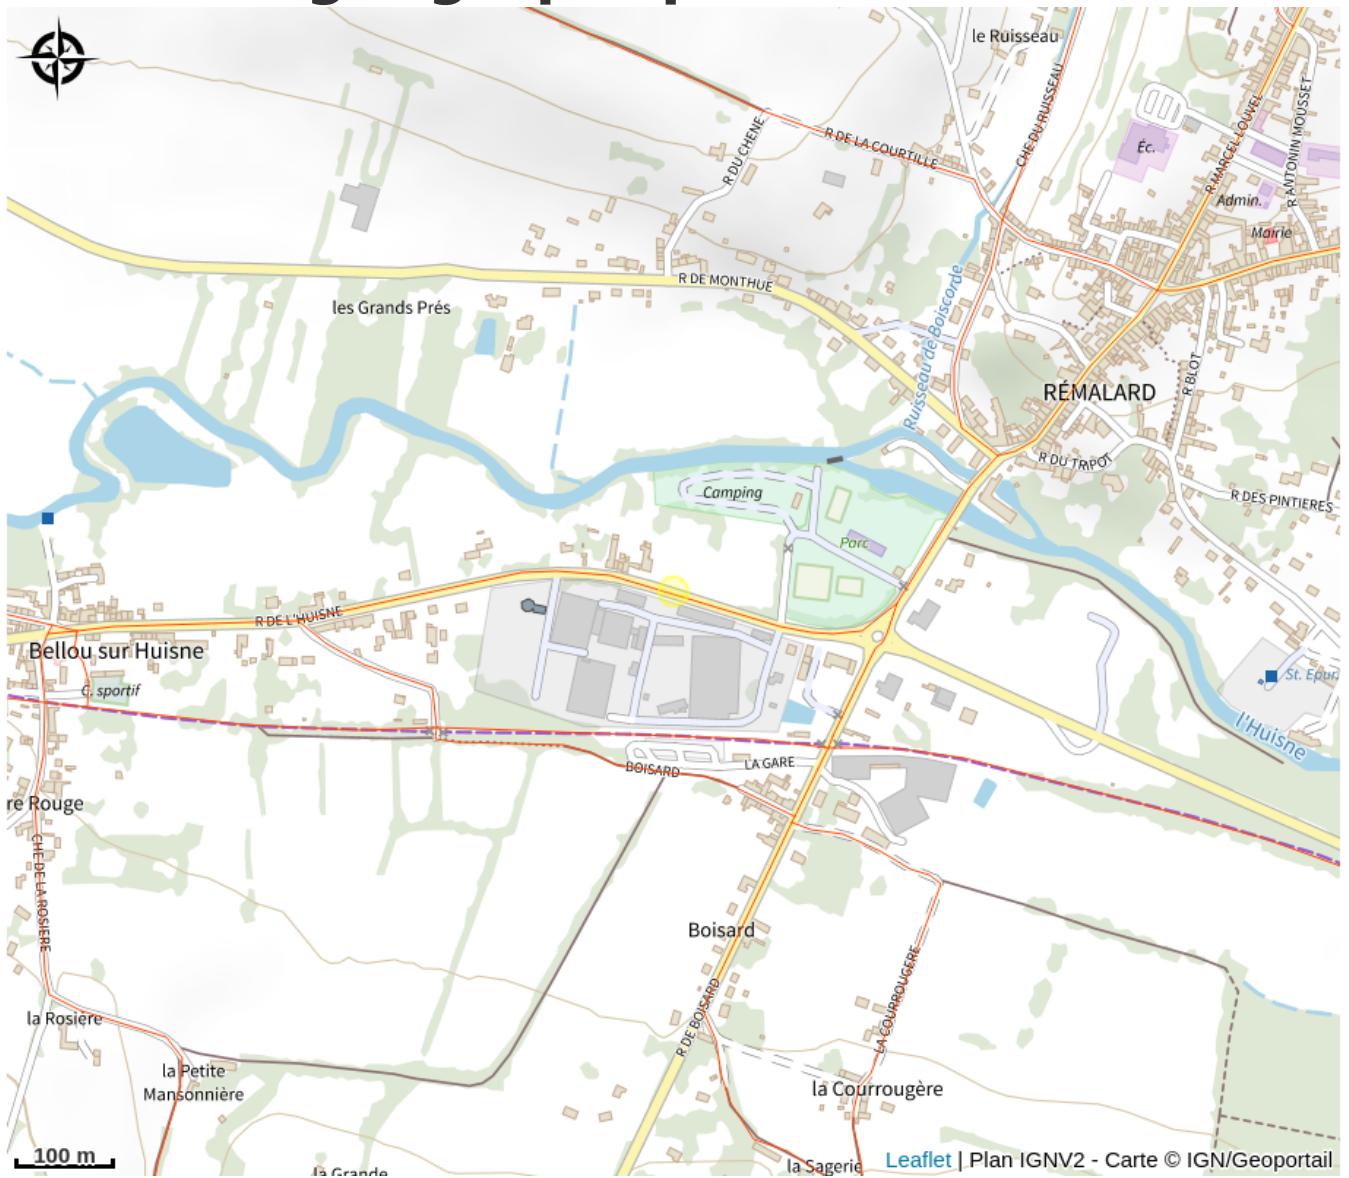 le Ruisseau
CHE DU RUISSEAU
R DE LA COURTILLE
R DU CHENE
Éc.
R MARCEL LOUVEL
R ANTONIN MOUSSET
Admin.
Mairie
R DE MONTHUE
les Grands Prés
Ruisseau de Boiscorde
RÉMALARD
R BLOT
R DU TRIPOT
R DES PINTIERES
Camping
Parc
R DE L'HUISNE
Bellou sur Huisne
C. sportif
St. Epur.
l'Huisne
BOISARD
LA GARE
re Rouge
CHE DE LA ROSIERE
Boisard
R DE BOISARD
LA COURROUGERE
la Rosière
la Petite
Mansonnière
la Courrougère
100 m
la Grande
la Sagerie
Leaflet | Plan IGNV2 - Carte © IGN/Geoportail